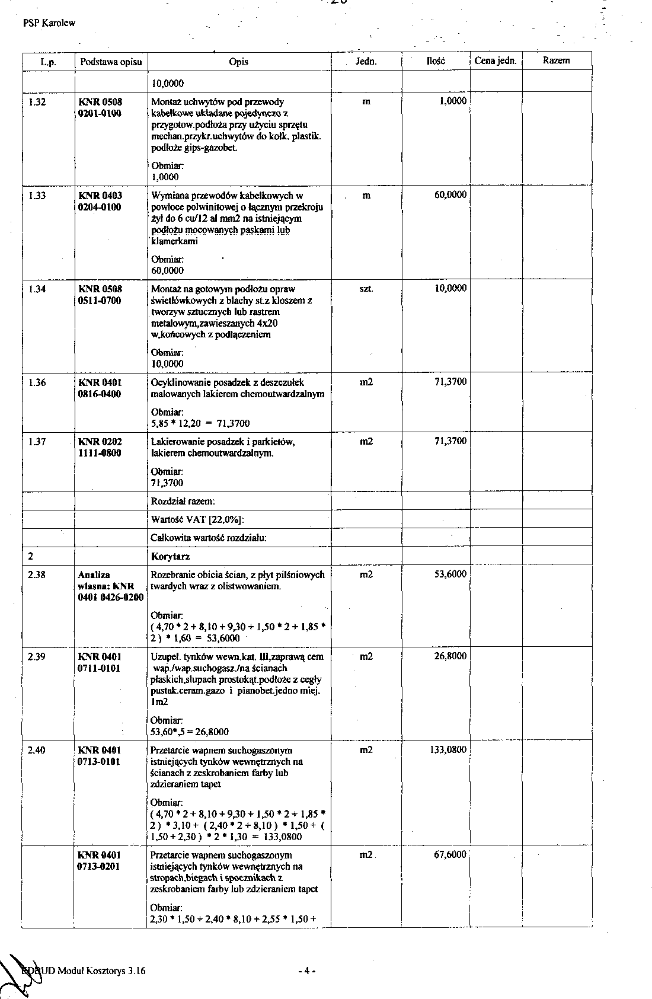 PSP Karolew
L.p. Podstawa opisu Opis Jedn. Ilość Cena jedn. Razem
10,0000
1.32 KNR 0508 Montaż uchwytów pod przewody m 1,0000
0201-0100 kabelkowe układane pojedynczo z
przygotow.podłoża przy użyciu sprzętu
mechan.przykr.uchwytów do kołk. plastik.
podłoże gips-gazobet.
Obmiar:
1,0000
1.33 KNR 0403 Wymiana przewodów kabelkowych w m 60,0000
0204-0100 powłoce polwinitowej o łącznym przekroju
żył do 6 cu/12 al mm2 na istniejącym
podłożu mocowanych paskami lub
klamerkami
Obmiar:
60,0000
1.34 KNR 0508 Montaż na gotowym podłożu opraw szt. 10,0000
0511-0700 świetlówkowych z blachy st.z kloszem z
tworzyw sztucznych lub rastrem
metalowym,zawieszanych 4x20
w,końcowych z podłączeniem
Obmiar:
10,0000
1.36 KNR 0401 Ocyklinowanie posadzek z deszczułek m2 71,3700
0816-0400 malowanych lakierem chemoutwardzalnym
Obmiar:
5,85 * 12,20 = 71,3700
1.37 KNR 0202 Lakierowanie posadzek i parkietów, m2 71,3700
1111-0800 lakierem chemoutwardzalnym.
Obmiar:
71,3700
Rozdział razem:
Wartość VAT [22,0%]:
Całkowita wartość rozdziału:
2 Korytarz
2.38 Analiza Rozebranie obicia ścian, z płyt pilśniowych m2 53,6000
własna: KNR twardych wraz z olistwowaniem.
0401 0426-0200
Obmiar:
( 4,70 * 2 + 8,10 + 9,30 + 1,50 * 2 + 1,85 *
2 ) * 1,60 = 53,6000
2.39 KNR 0401 Uzupeł. tynków wewn.kat. III,zaprawą cem m2 26,8000
0711-0101 wap./wap.suchogasz./na ścianach
płaskich,słupach prostokąt.podłoże z cegły
pustak.ceram.gazo i pianobet.jedno miej.
1m2
Obmiar:
53,60*,5 = 26,8000
2.40 KNR 0401 Przetarcie wapnem suchogaszonym m2 133,0800
0713-0101 istniejących tynków wewnętrznych na
ścianach z zeskrobaniem farby lub
zdzieraniem tapet
Obmiar:
( 4,70 * 2 + 8,10 + 9,30 + 1,50 * 2 + 1,85 *
2 ) * 3,10 + ( 2,40 * 2 + 8,10 ) * 1,50 + (
1,50 + 2,30 ) * 2 * 1,30 = 133,0800
KNR 0401 Przetarcie wapnem suchogaszonym m2 67,6000
0713-0201 istniejących tynków wewnętrznych na
stropach,biegach i spocznikach z
zeskrobaniem farby lub zdzieraniem tapet
Obmiar:
2,30 * 1,50 + 2,40 * 8,10 + 2,55 * 1,50 +
EDBUD Moduł Kosztorys 3.16 - 4 -